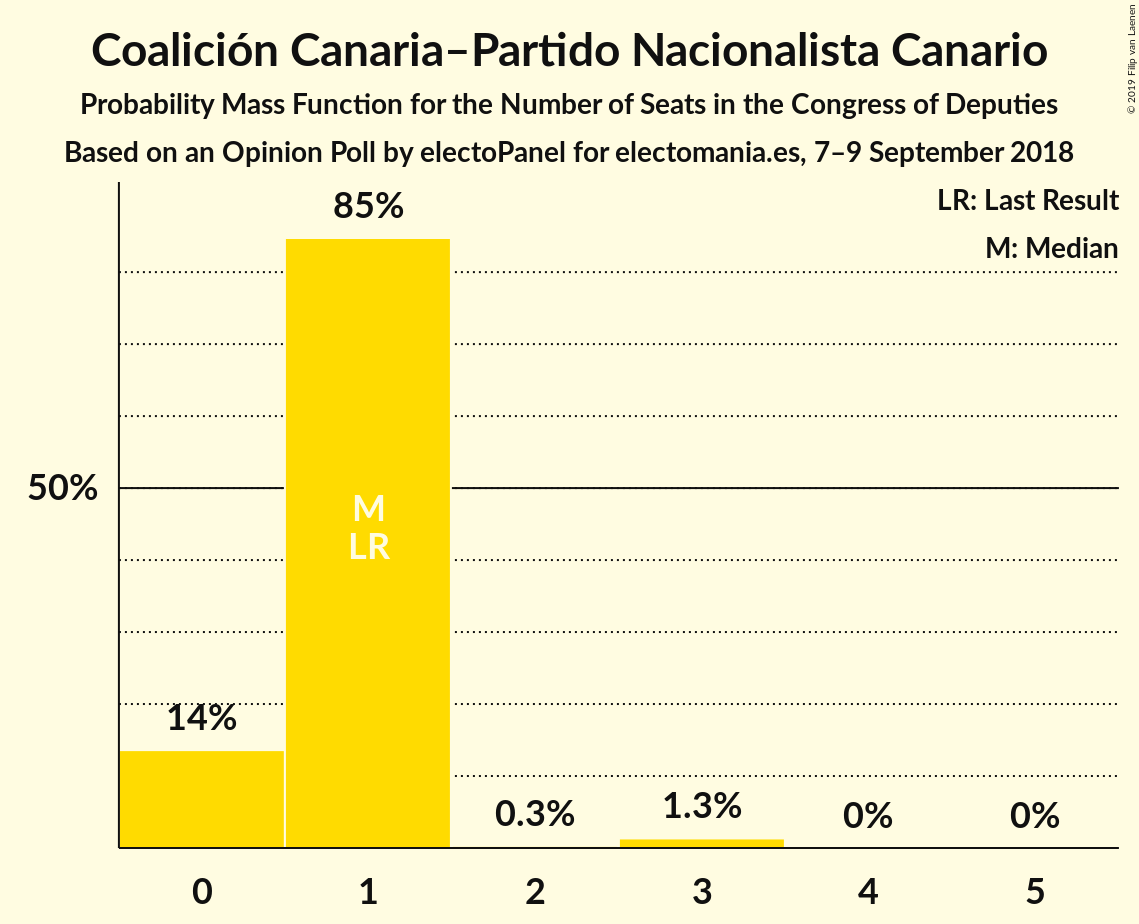 Coalición Canaria–Partido Nacionalista Canario
Probability Mass Function for the Number of Seats in the Congress of Deputies
Based on an Opinion Poll by electoPanel for electomania.es, 7–9 September 2018
© 2019 Filip van Laenen
LR: Last Result
M: Median
85%
50%
M
LR
14%
0.3%
1.3%
0%
0%
0
1
2
3
4
5